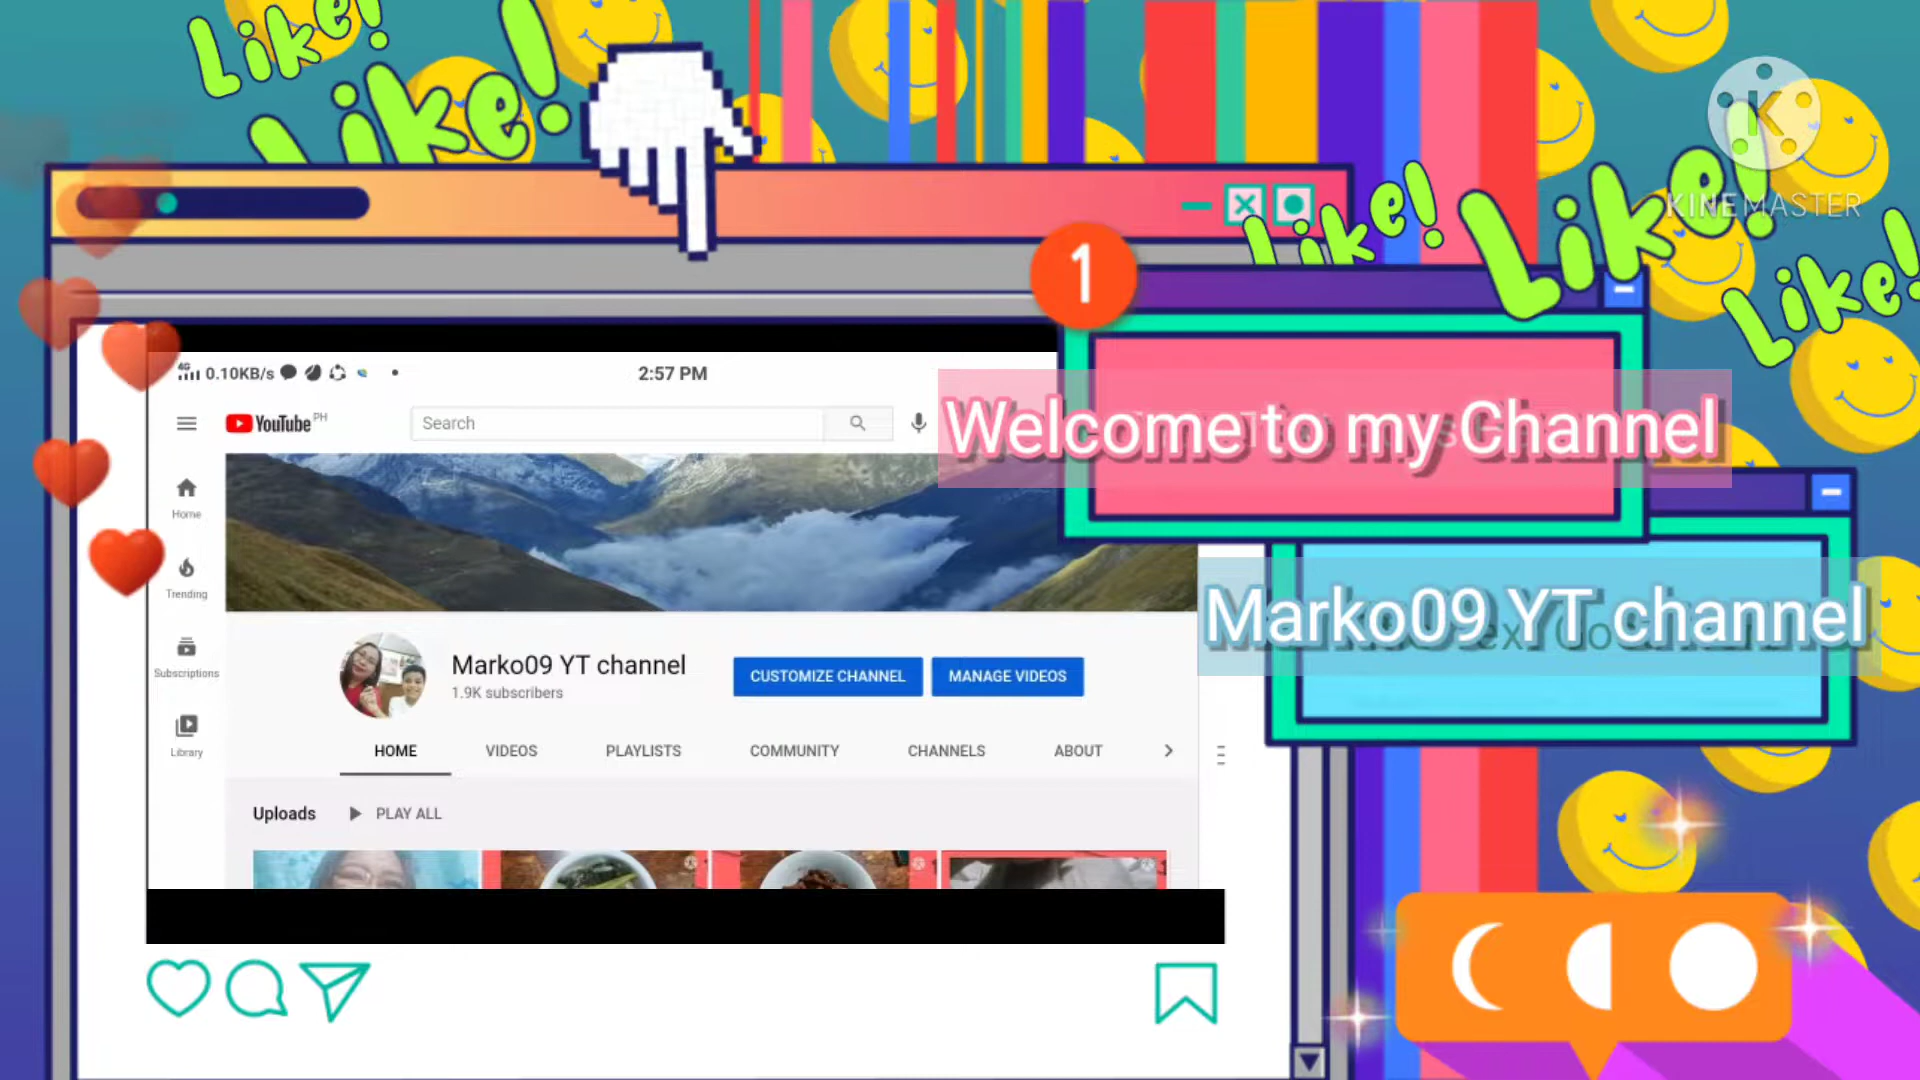 Like!
Like!
KINEMASTER
Like!
Like!
Like!
1
4G 0.10KB/s
2:57 PM
YouTube PH
Search
Welcome to my Channel
Home
Trending
Marko09 YT channel
Subscriptions
Marko09 YT channel
1.9K subscribers
CUSTOMIZE CHANNEL
MANAGE VIDEOS
Library
HOME VIDEOS PLAYLISTS COMMUNITY CHANNELS ABOUT
Uploads PLAY ALL